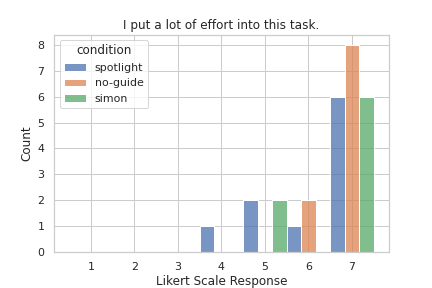 I put a lot of effort into this task.
condition
spotlight
no-guide
simon
8
7
6
5
4
3
2
1
0
Count
1 2 3 4 5 6 7
Likert Scale Response